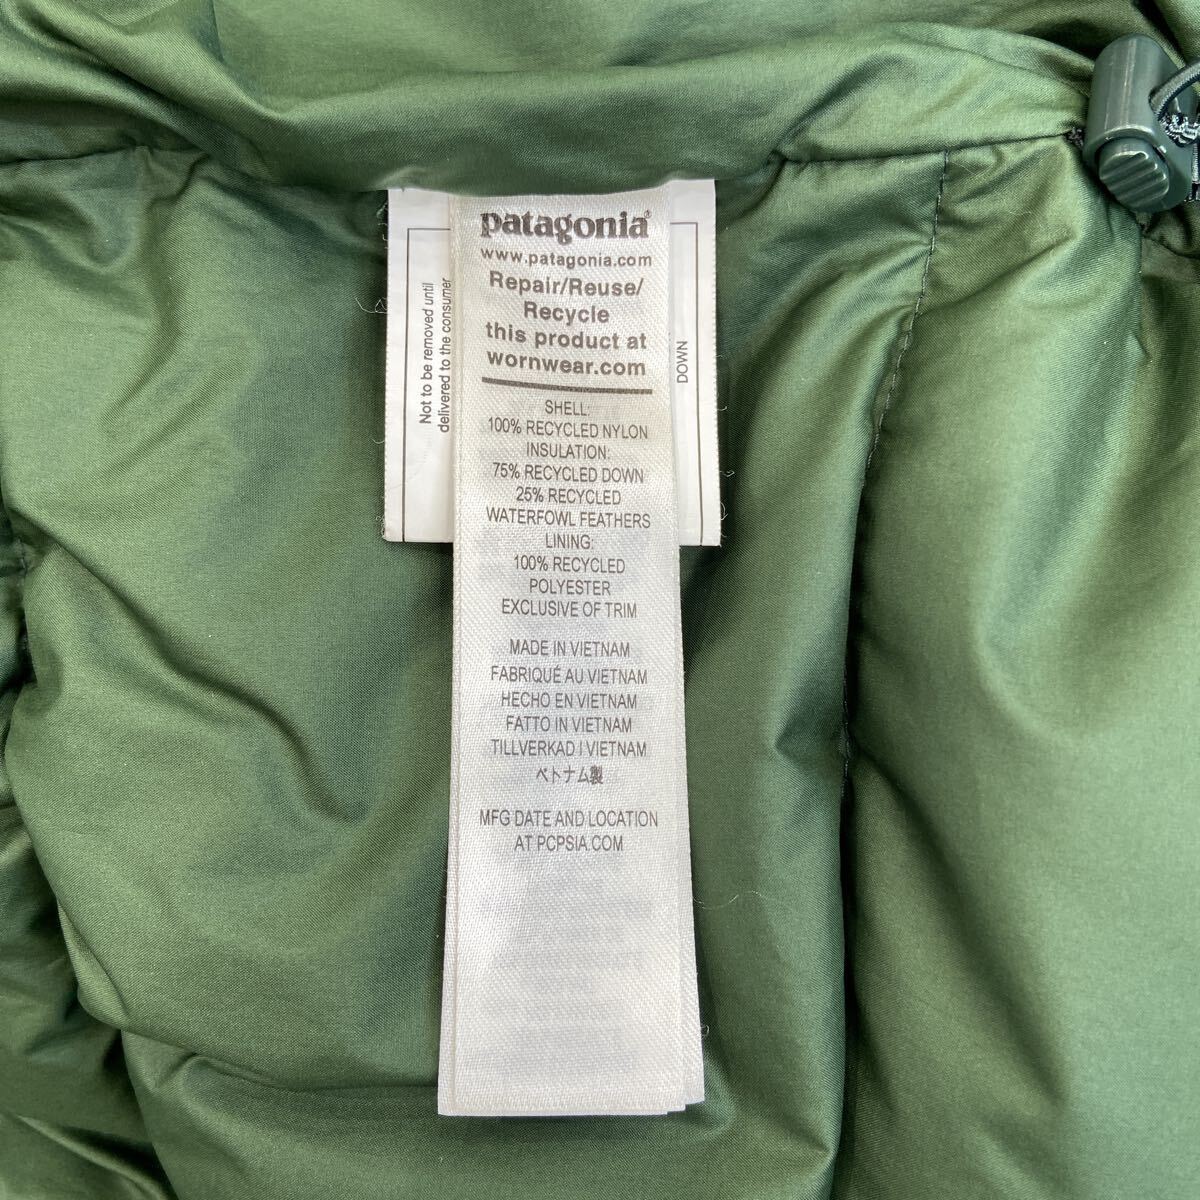 patagonia®
www.patagonia.com
Repair/Reuse/
Recycle
this product at
wornwear.com
SHELL:
100% RECYCLED NYLON
INSULATION:
75% RECYCLED DOWN
25% RECYCLED
WATERFOWL FEATHERS
LINING:
100% RECYCLED
POLYESTER
EXCLUSIVE OF TRIM
MADE IN VIETNAM
FABRIQUÉ AU VIETNAM
HECHO EN VIETNAM
FATTO IN VIETNAM
TILLVERKAD I VIETNAM
ベトナム製
MFG DATE AND LOCATION
AT PCPSIA.COM
Not to be removed until
delivered to the consumer
DOWN